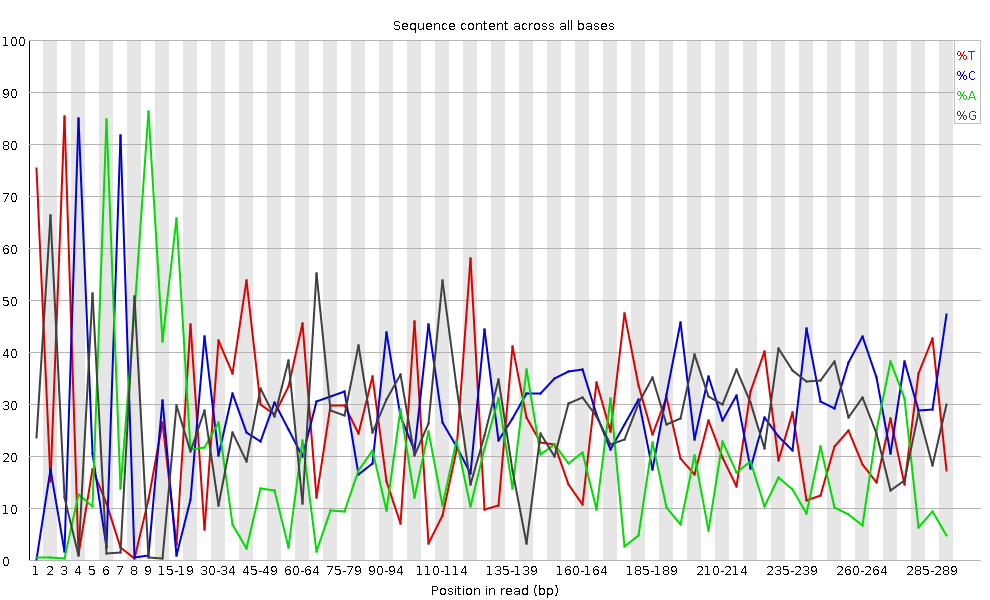 Sequence content across all bases
100
90
80
70
60
50
40
30
20
10
0
%T
%C
%A
%G
1 2 3 4 5 6 7 8 9 15-19 30-34 45-49 60-64 75-79 90-94 110-114 135-139 160-164 185-189 210-214 235-239 260-264 285-289
Position in read (bp)